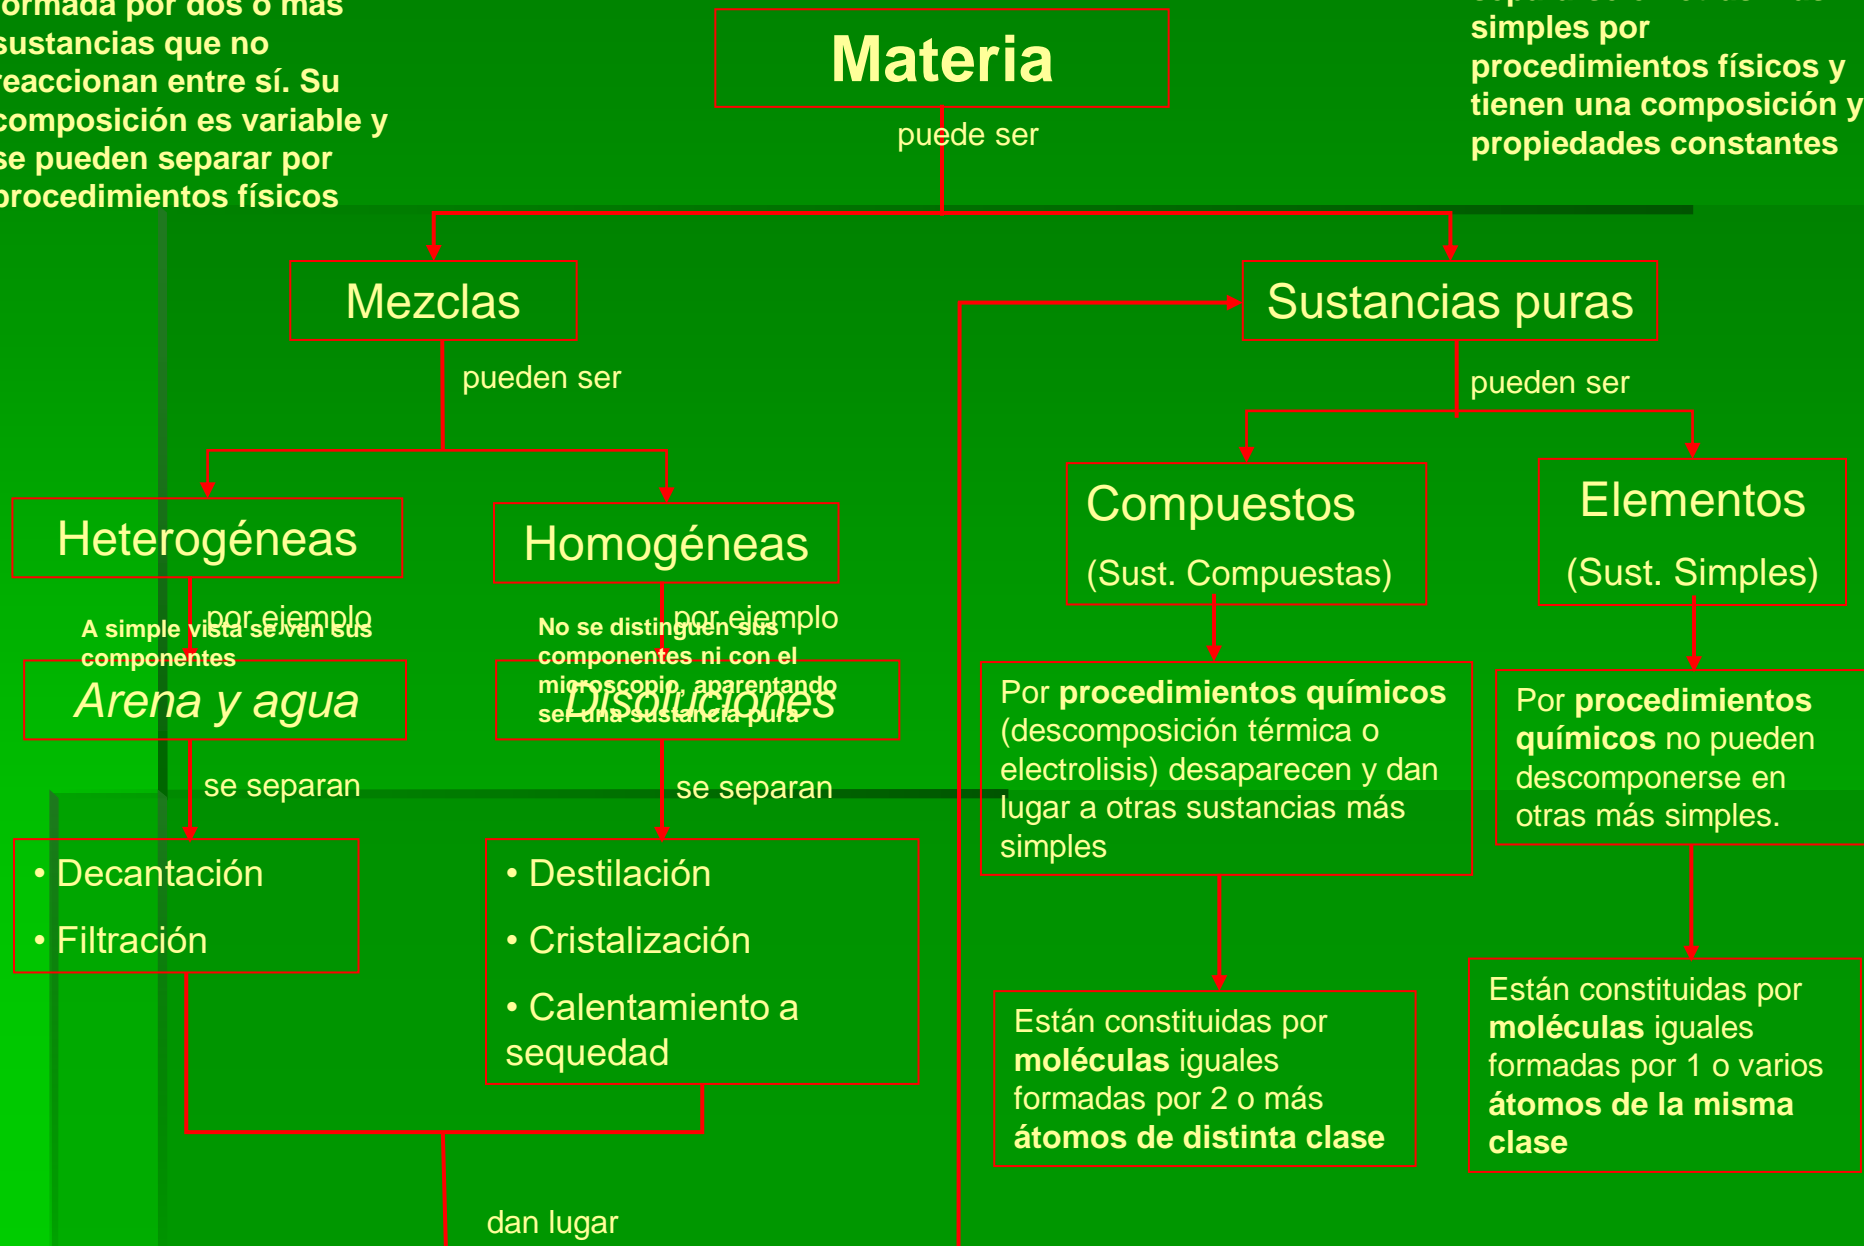 formada por dos o más
sustancias que no
reaccionan entre sí. Su
composición es variable y
se pueden separar por
procedimientos físicos
Materia
puede ser
simples por
procedimientos físicos y
tienen una composición y
propiedades constantes
Mezclas
pueden ser
Sustancias puras
pueden ser
Heterogéneas
por ejemplo
A simple vista se ven sus
componentes
Arena y agua
se separan
• Decantación
• Filtración
Homogéneas
por ejemplo
No se distinguen sus
componentes ni con el
microscopio, aparentando
ser una sustancia pura
Disoluciones
se separan
• Destilación
• Cristalización
• Calentamiento a
sequedad
dan lugar
Compuestos
(Sust. Compuestas)
Por procedimientos químicos
(descomposición térmica o
electrolisis) desaparecen y dan
lugar a otras sustancias más
simples
Están constituidas por
moléculas iguales
formadas por 2 o más
átomos de distinta clase
Elementos
(Sust. Simples)
Por procedimientos
químicos no pueden
descomponerse en
otras más simples.
Están constituidas por
moléculas iguales
formadas por 1 o varios
átomos de la misma
clase